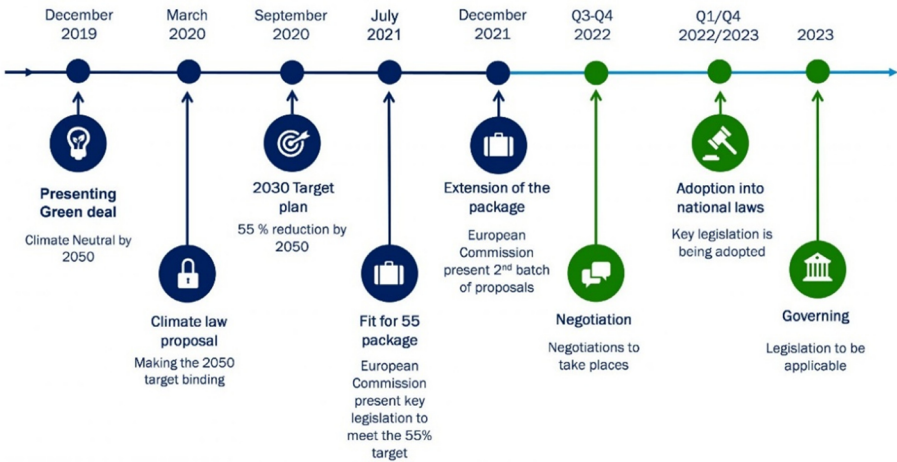 December
2019
March
2020
September
2020
July
2021
December
2021
Q3-Q4
2022
Q1/Q4
2022/2023
2023
Presenting
Green deal
Climate Neutral by
2050
Climate law
proposal
Making the 2050
target binding
2030 Target
plan
55 % reduction by
2050
Fit for 55
package
European
Commission
present key
legislation to
meet the 55%
target
Extension of the
package
European
Commission
present 2nd batch
of proposals
Negotiation
Negotiations to
take places
Adoption into
national laws
Key legislation is
being adopted
Governing
Legislation to be
applicable